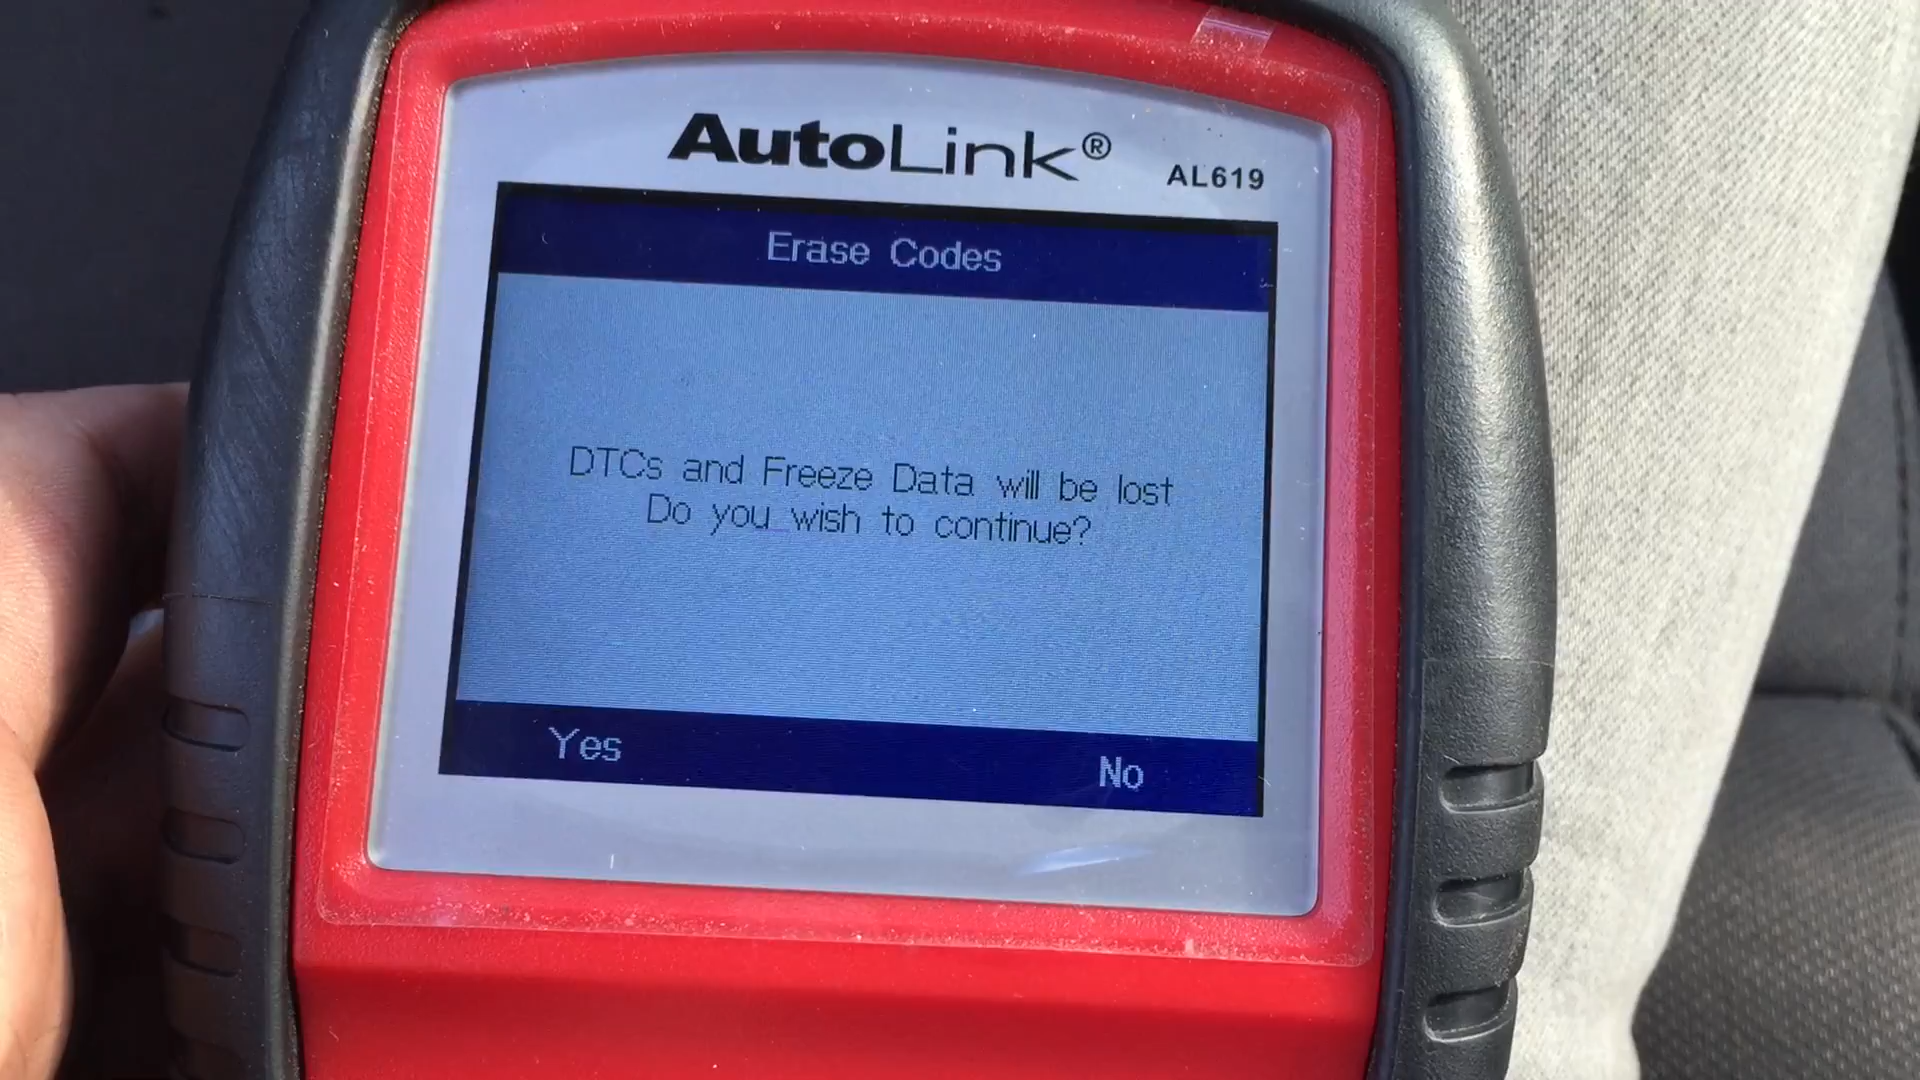 AutoLink®
AL619
Erase Codes
DTCs and Freeze Data will be lost
Do you wish to continue?
Yes
No